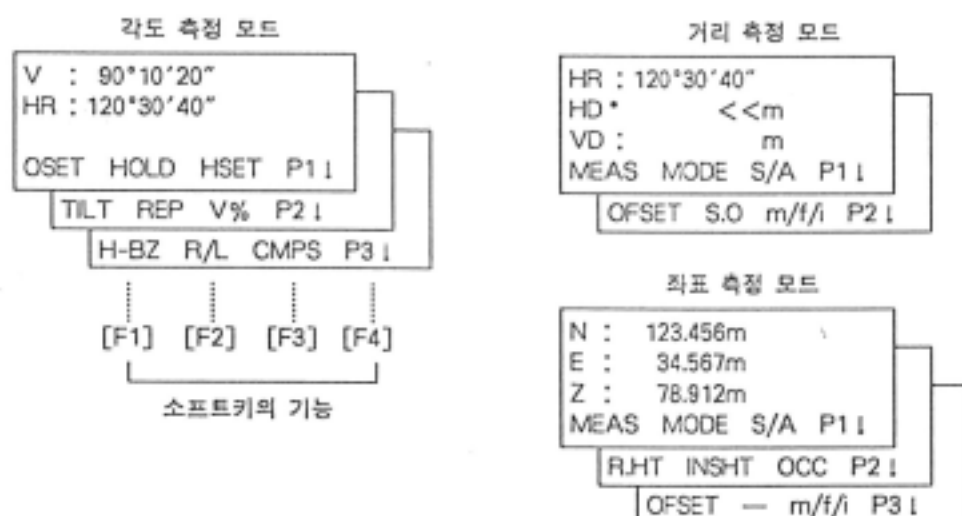 각도 측정 모드
V : 90°10′20″
HR : 120°30′40″
OSET HOLD HSET P1↓
TILT REP V% P2↓
H-BZ R/L CMPS P3↓
[F1] [F2] [F3] [F4]
소프트키의 기능
거리 측정 모드
HR : 120°30′40″
HD* <<m
VD : m
MEAS MODE S/A P1↓
OFSET S.O m/f/i P2↓
좌표 측정 모드
N : 123.456m
E : 34.567m
Z : 78.912m
MEAS MODE S/A P1↓
R.HT INSHT OCC P2↓
OFSET — m/f/i P3↓